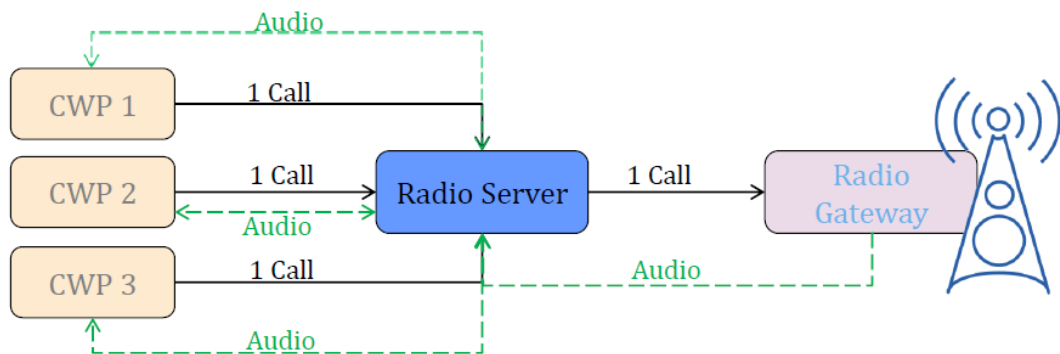 Audio
CWP 1
1 Call
CWP 2
1 Call
Audio
Radio Server
1 Call
Radio
Gateway
CWP 3
1 Call
Audio
Audio